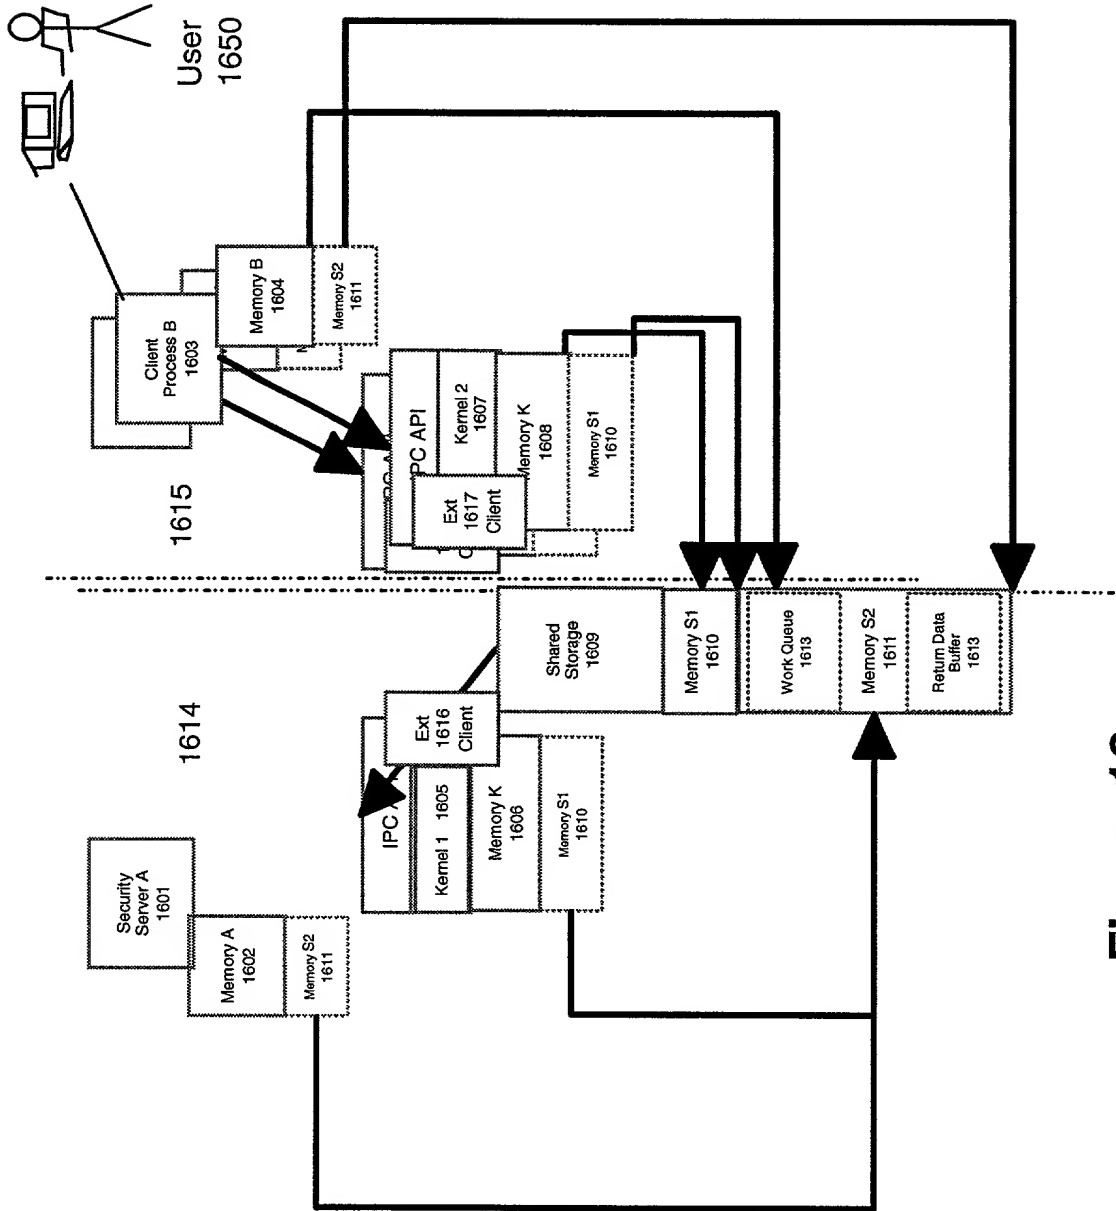 User
1650
Client
Process B
1603
Memory B
1604
Memory S2
1611
1615
IPC API
Kernel 2
1607
Memory K
1608
Memory S1
1610
Ext
1617
Client
1614
Shared
Storage
1609
Memory S1
1610
Work Queue
1613
Memory S2
1611
Return Data
Buffer
1613
Ext
1616
Client
IPC
Kernel 1 1605
Memory K
1606
Memory S1
1610
Security
Server A
1601
Memory A
1602
Memory S2
1611